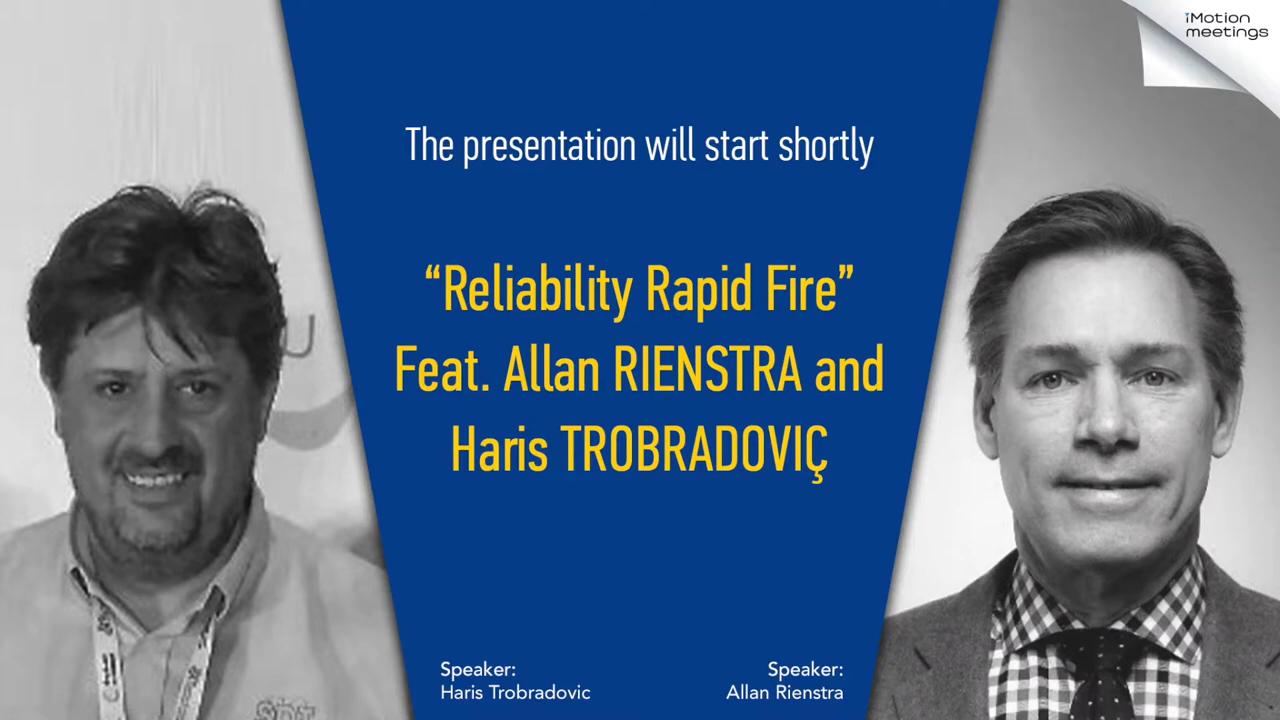 iMotion
meetings
The presentation will start shortly
“Reliability Rapid Fire”
Feat. Allan RIENSTRA and
Haris TROBRADOVIÇ
Speaker:
Haris Trobradovic
Speaker:
Allan Rienstra